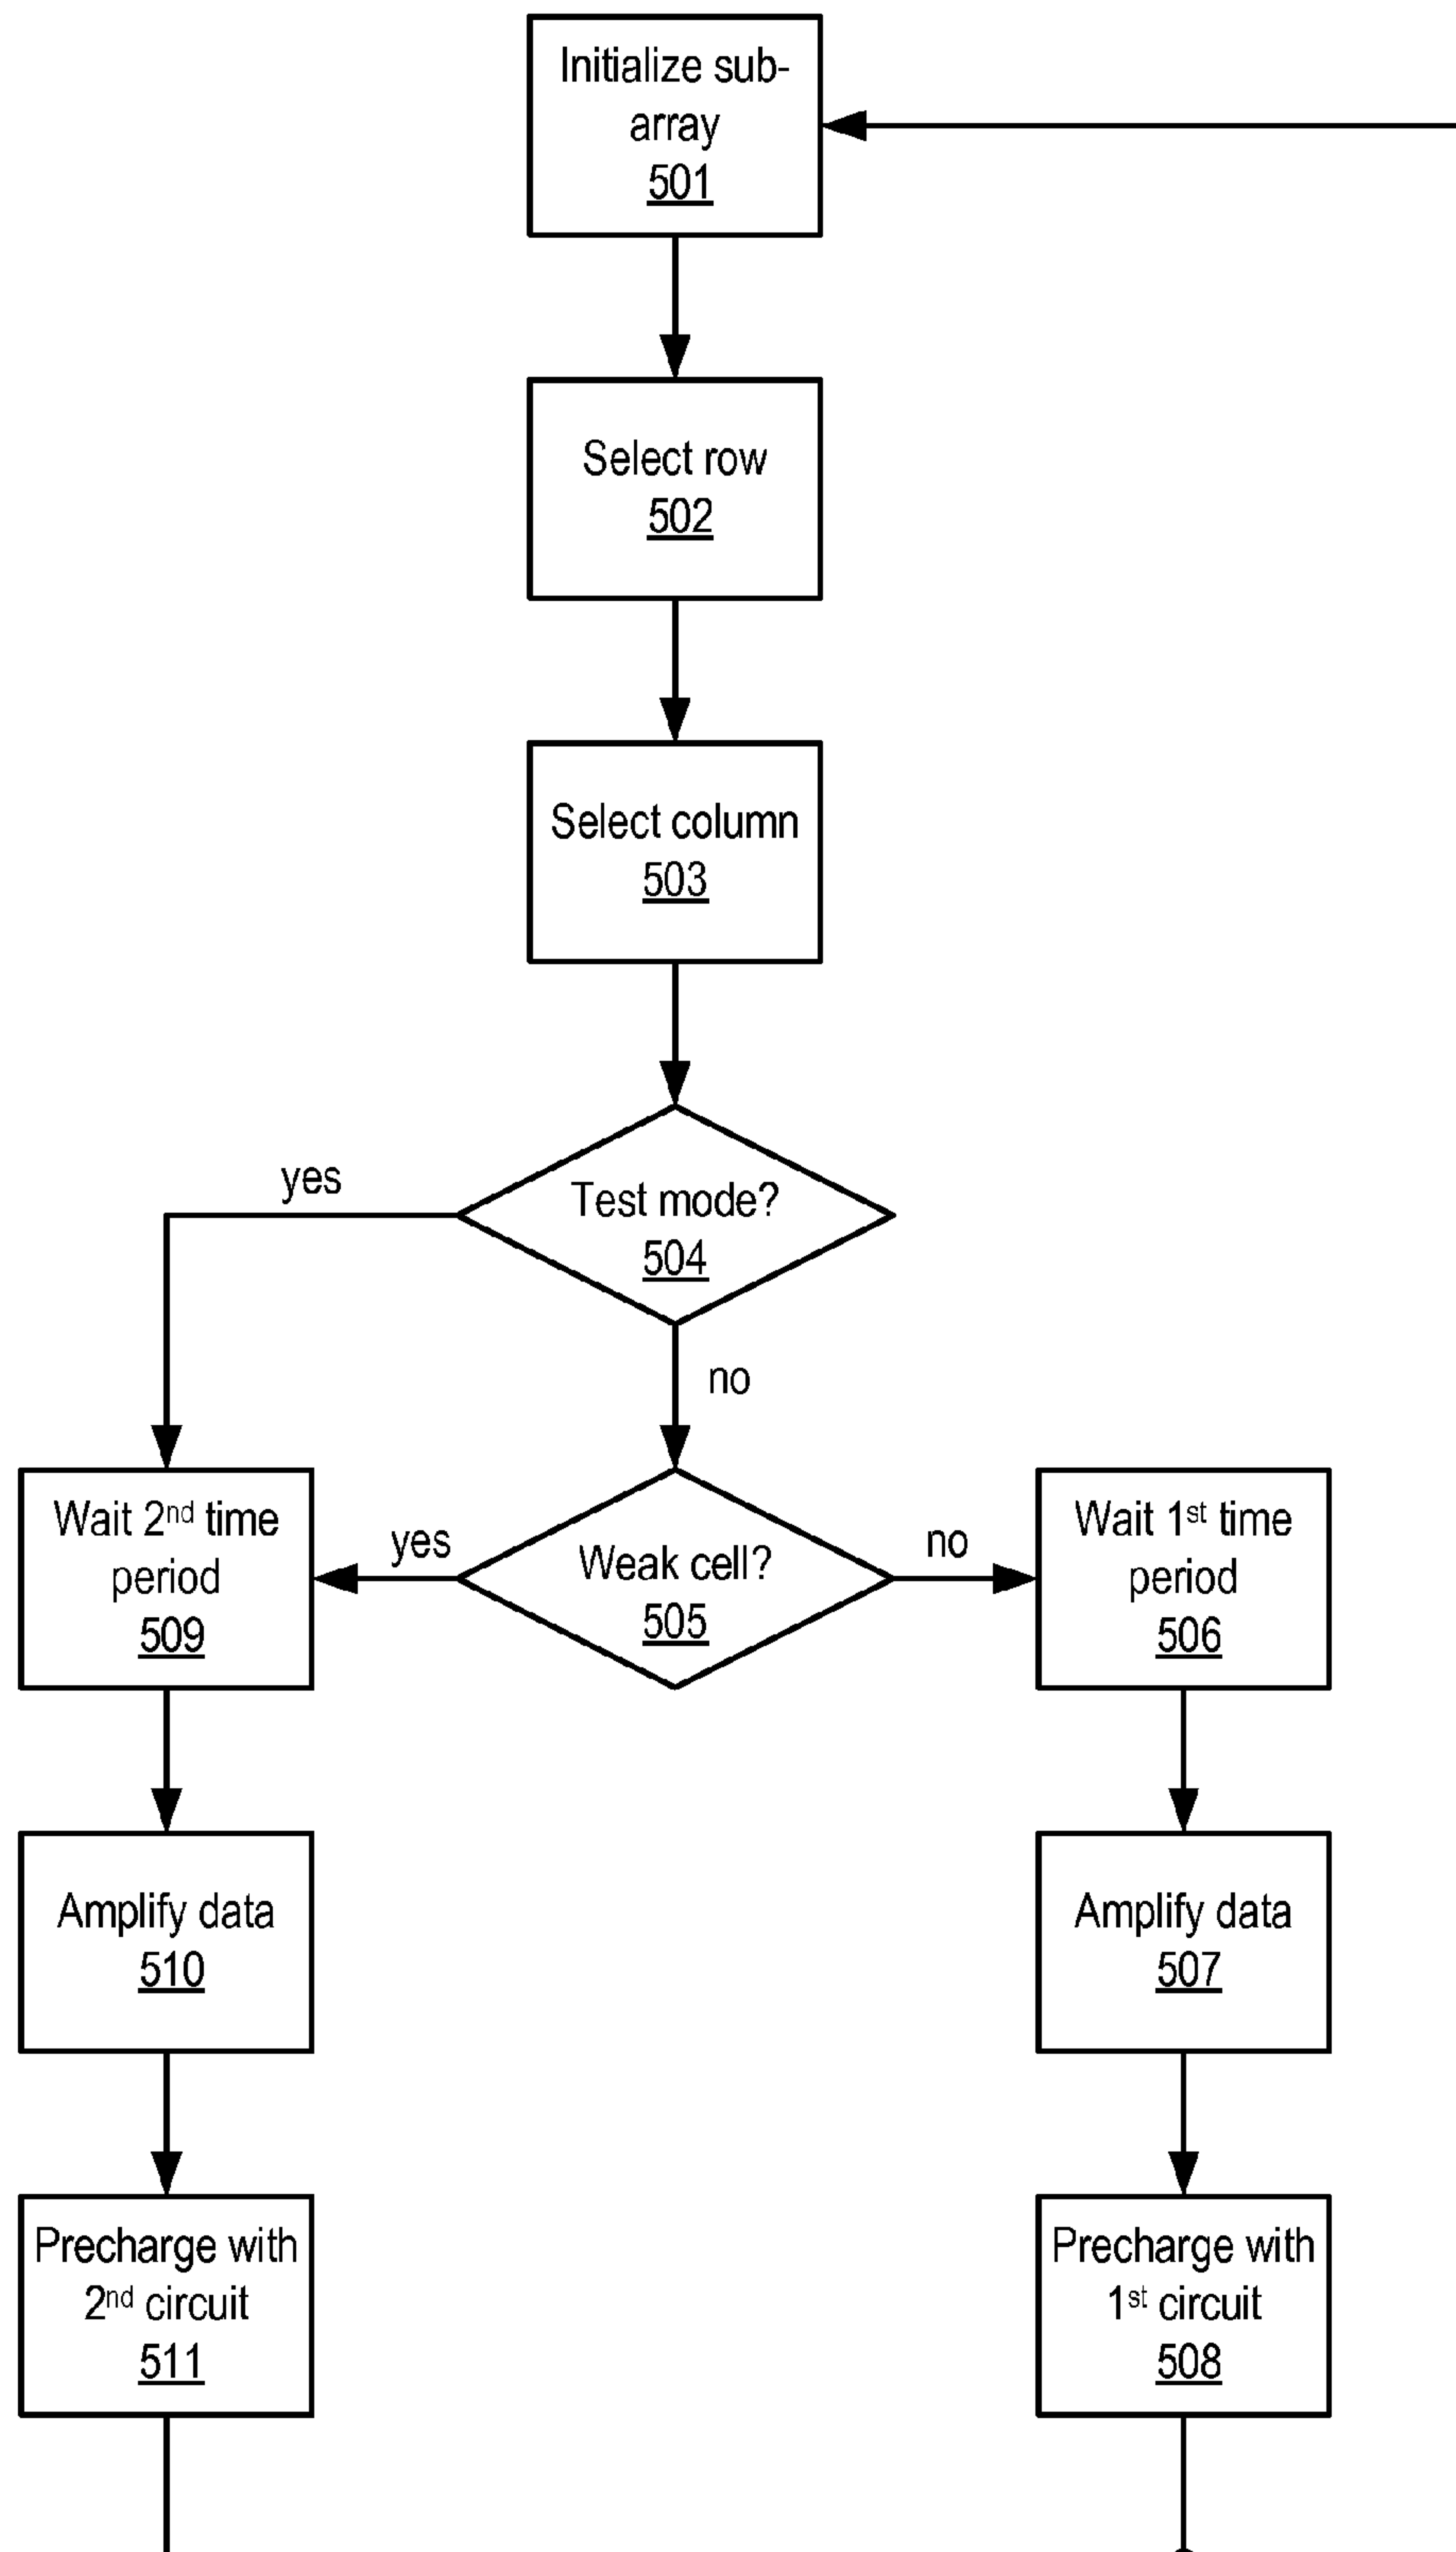 Initialize sub-
array
501
Select row
502
Select column
503
Test mode?
504
yes
no
Wait 2nd time
period
509
yes
Weak cell?
505
no
Wait 1st time
period
506
Amplify data
510
Amplify data
507
Precharge with
2nd circuit
511
Precharge with
1st circuit
508